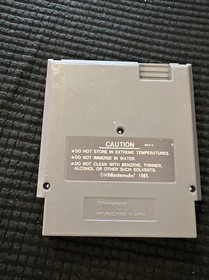 CAUTION
●DO NOT STORE IN EXTREME TEMPERATURES.
●DO NOT IMMERSE IN WATER.
●DO NOT CLEAN WITH BENZENE, THINNER,
ALCOHOL OR OTHER SUCH SOLVENTS.
©Nintendo 1985